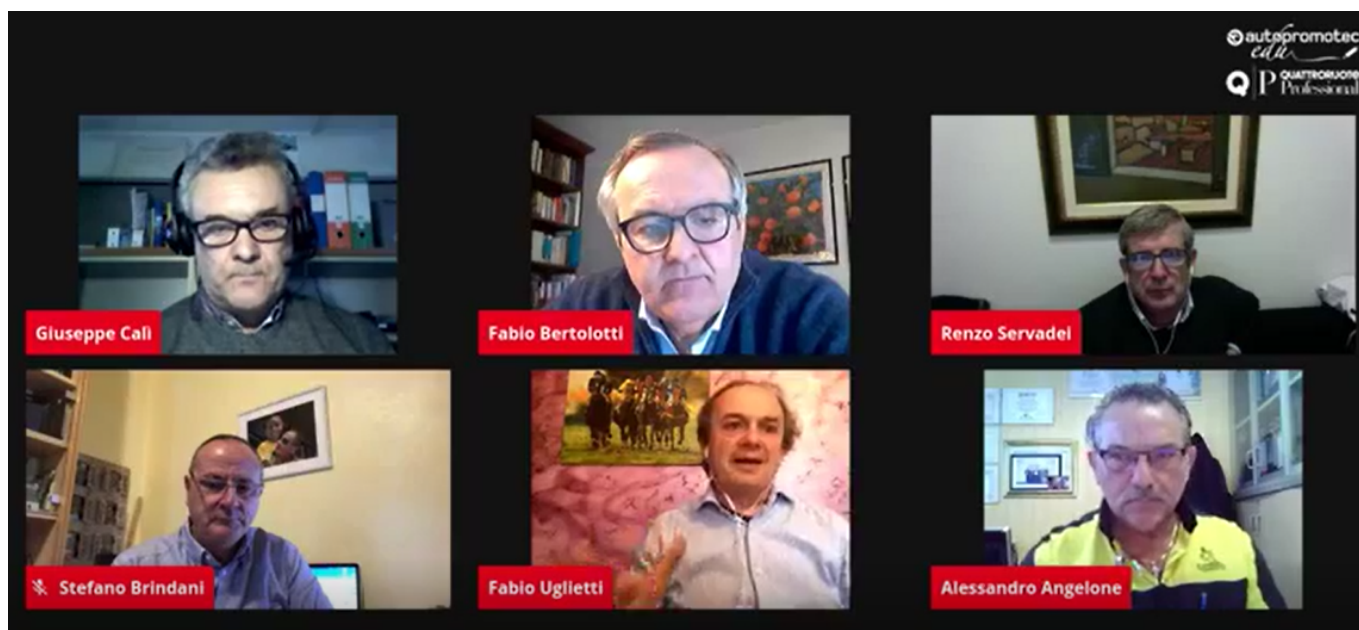 autopromotec
edu
Q P QUATTRORUOTE
Professional
Giuseppe Calì
Fabio Bertolotti
Renzo Servadei
Stefano Brindani
Fabio Uglietti
Alessandro Angelone